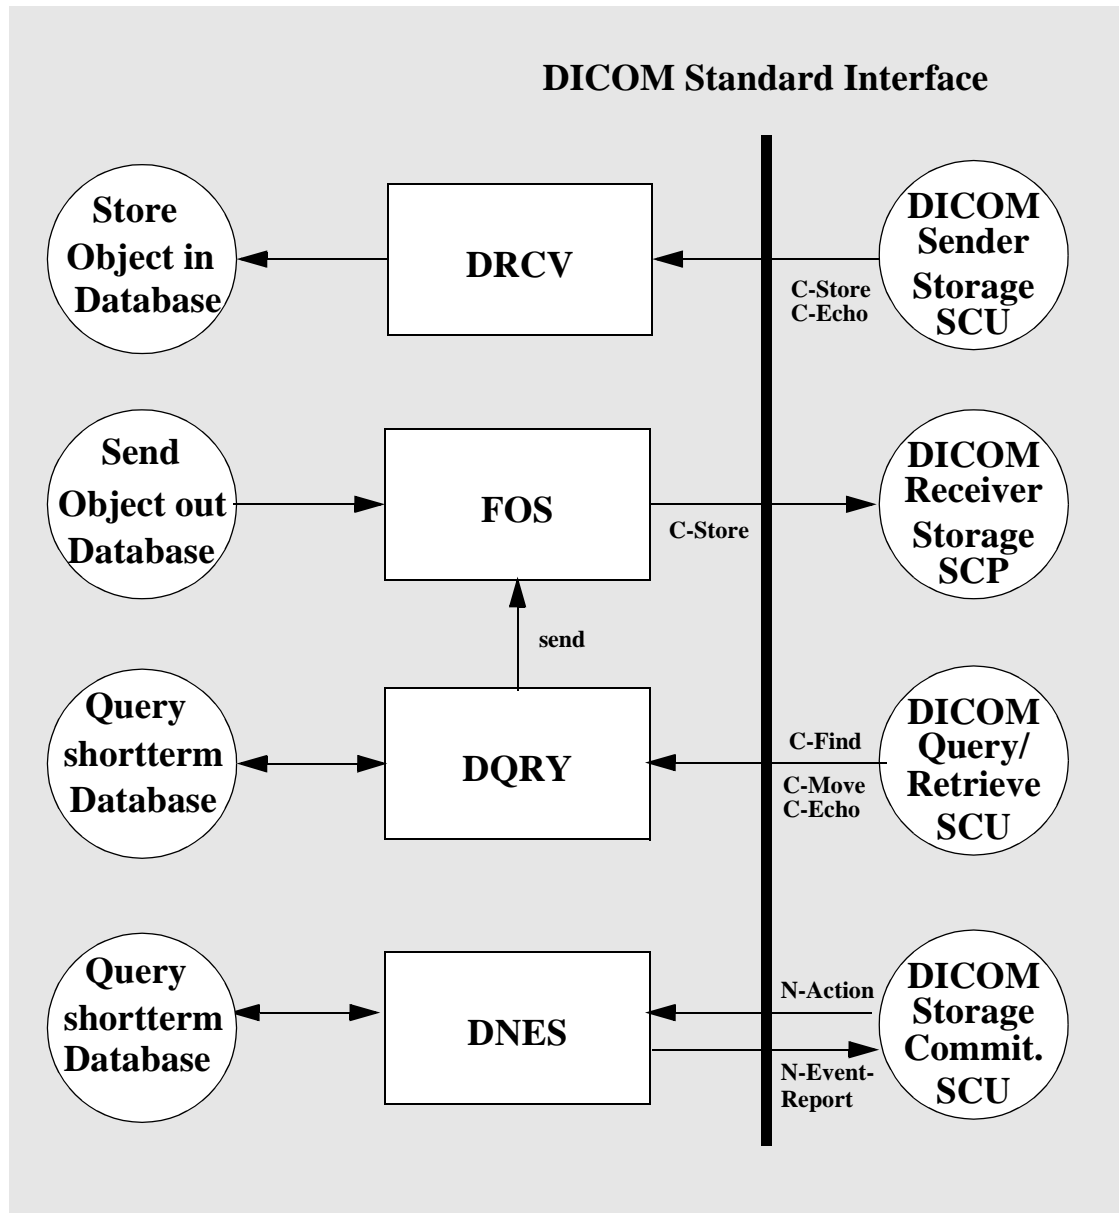 DICOM Standard Interface
Store
Object in
Database
DRCV
C-Store
C-Echo
DICOM
Sender
Storage
SCU
Send
Object out
Database
FOS
C-Store
DICOM
Receiver
Storage
SCP
send
Query
shortterm
Database
DQRY
C-Find
C-Move
C-Echo
DICOM
Query/
Retrieve
SCU
Query
shortterm
Database
DNES
N-Action
N-Event-
Report
DICOM
Storage
Commit.
SCU